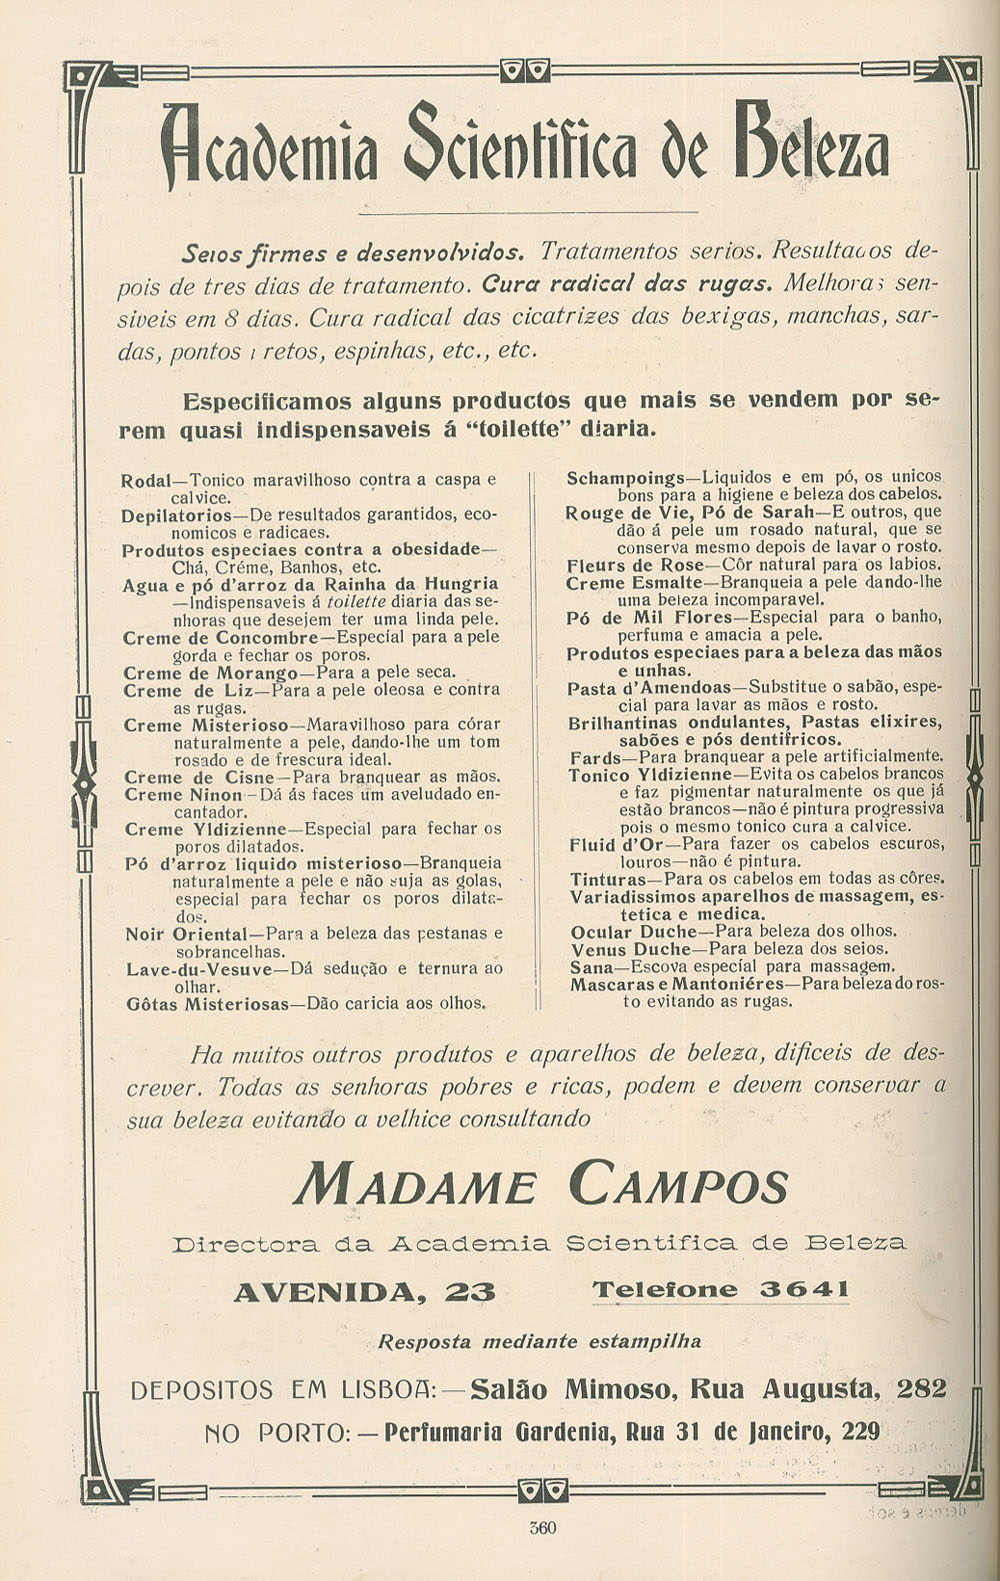 Academia Scientifica de Beleza
Seios firmes e desenvolvidos. Tratamentos serios. Resultados de-
pois de tres dias de tratamento. Cura radical das rugas. Melhoras sen-
siveis em 8 dias. Cura radical das cicatrizes das bexigas, manchas, sar-
das, pontos retos, espinhas, etc., etc.
Especificamos alguns productos que mais se vendem por se-
rem quasi indispensaveis á “toilette” diaria.
Rodal—Tonico maravilhoso contra a caspa e
calvice.
Depilatorios—De resultados garantidos, eco-
nomicos e radicaes.
Produtos especiaes contra a obesidade—
Chá, Créme, Banhos, etc.
Agua e pó d'arroz da Rainha da Hungria
—Indispensaveis á toilette diaria das se-
nhoras que desejem ter uma linda pele.
Creme de Concombre—Especíal para a pele
gorda e fechar os poros.
Creme de Morango—Para a pele seca.
Creme de Liz—Para a pele oleosa e contra
as rugas.
Creme Misterioso—Maravilhoso para córar
naturalmente a pele, dando-lhe um tom
rosado e de frescura ideal.
Creme de Cisne—Para branquear as mãos.
Creme Ninon-Dá ás faces um aveludado en-
cantador.
Creme Yldizienne—Especial para fechar os
poros dilatados.
Pó d'arroz liquido misterioso—Branqueia
naturalmente a pele e não suja as golas,
especial para fechar os poros dilata-
dos.
Noir Oriental—Para a beleza das pestanas e
sobrancelhas.
Lave-du-Vesuve—Dá sedução e ternura ao
olhar.
Gôtas Misteriosas—Dão caricia aos olhos.
Schampoings—Liquidos e em pó, os unicos
bons para a higiene e beleza dos cabelos.
Rouge de Vie, Pó de Sarah—E outros, que
dão á pele um rosado natural, que se
conserva mesmo depois de lavar o rosto.
Fleurs de Rose—Côr natural para os labios.
Creme Esmalte—Branqueia a pele dando-lhe
uma beleza incomparavel.
Pó de Mil Flores—Especial para o banho,
perfuma e amacia a pele.
Produtos especiaes para a beleza das mãos
e unhas.
Pasta d'Amendoas—Substitue o sabão, espe-
cial para lavar as mãos e rosto.
Brilhantinas ondulantes, Pastas elixires,
sabões e pós dentifricos.
Fards—Para branquear a pele artificialmente.
Tonico Yldizienne—Evita os cabelos brancos
e faz pigmentar naturalmente os que já
estão brancos—não é pintura progressiva
pois o mesmo tonico cura a calvice.
Fluid d'Or—Para fazer os cabelos escuros,
louros—não é pintura.
Tinturas—Para os cabelos em todas as côres.
Variadissimos aparelhos de massagem, es-
tetica e medica.
Ocular Duche—Para beleza dos olhos.
Venus Duche—Para beleza dos seios.
Sana—Escova especíal para massagem.
Mascaras e Mantoniéres—Para beleza do ros-
to evitando as rugas.
Ha muitos outros produtos e aparelhos de beleza, dificeis de des-
crever. Todas as senhoras pobres e ricas, podem e devem conservar a
sua beleza evitando a velhice consultando
MADAME CAMPOS
Directora da Academia Scientifica de Beleza
AVENIDA, 23 Telefone 3641
Resposta mediante estampilha
DEPOSITOS EM LISBOA:—Salão Mimoso, Rua Augusta, 282
NO PORTO:—Perfumaria Gardenia, Rua 31 de Janeiro, 229
360